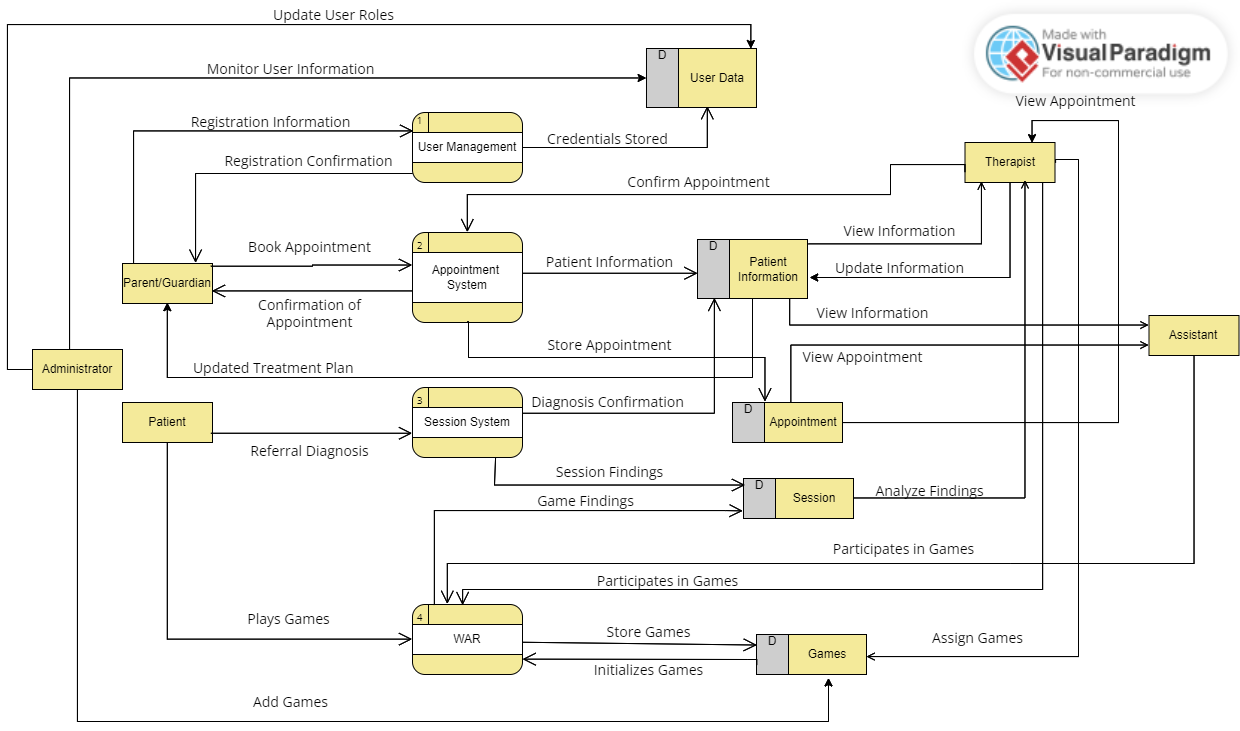 Update User Roles
Made with
VisualParadigm
For non-commercial use
D
User Data
Monitor User Information
View Appointment
1
Registration Information
User Management
Credentials Stored
Registration Confirmation
Therapist
Confirm Appointment
2
Book Appointment
Appointment
System
Patient Information
D
Patient
Information
View Information
Update Information
Parent/Guardian
Confirmation of
Appointment
View Information
Assistant
Store Appointment
View Appointment
Administrator
Updated Treatment Plan
3
Diagnosis Confirmation
D
Appointment
Patient
Session System
Referral Diagnosis
Session Findings
D
Session
Analyze Findings
Game Findings
Participates in Games
Participates in Games
4
Plays Games
WAR
Store Games
D
Games
Assign Games
Initializes Games
Add Games